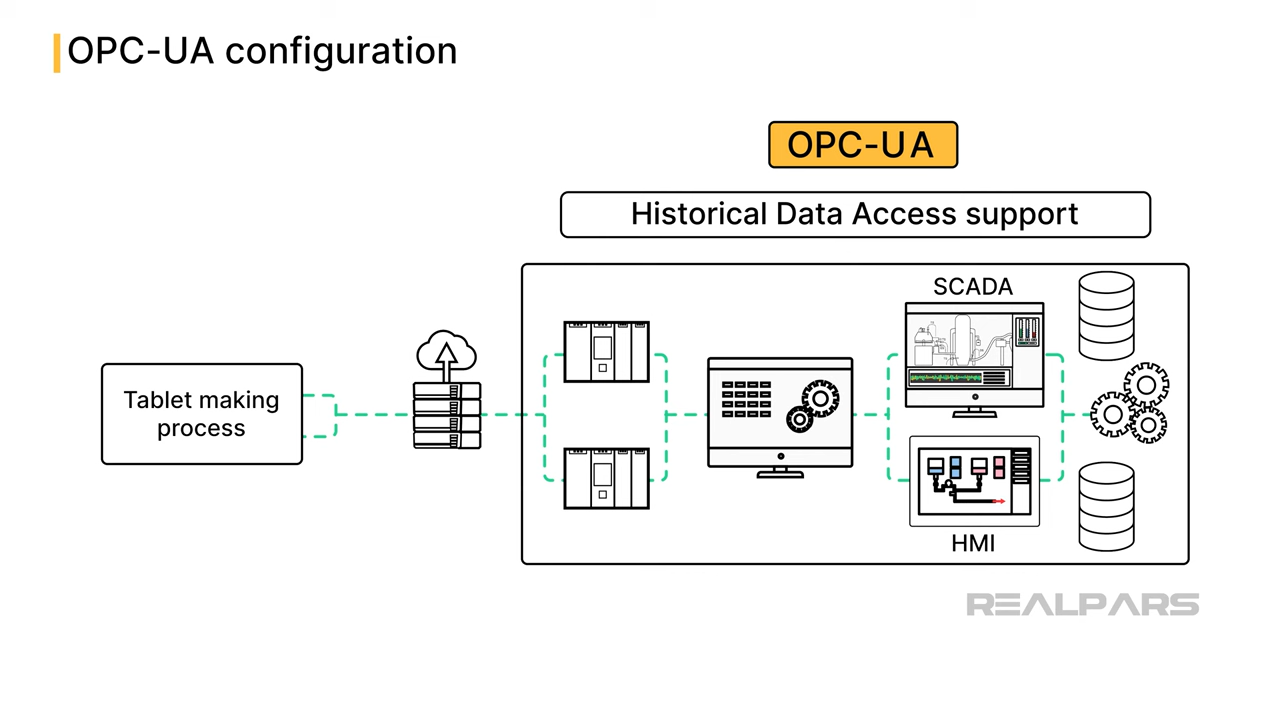 OPC-UA configuration
OPC-UA
Historical Data Access support
SCADA
Tablet making
process
HMI
REALPARS